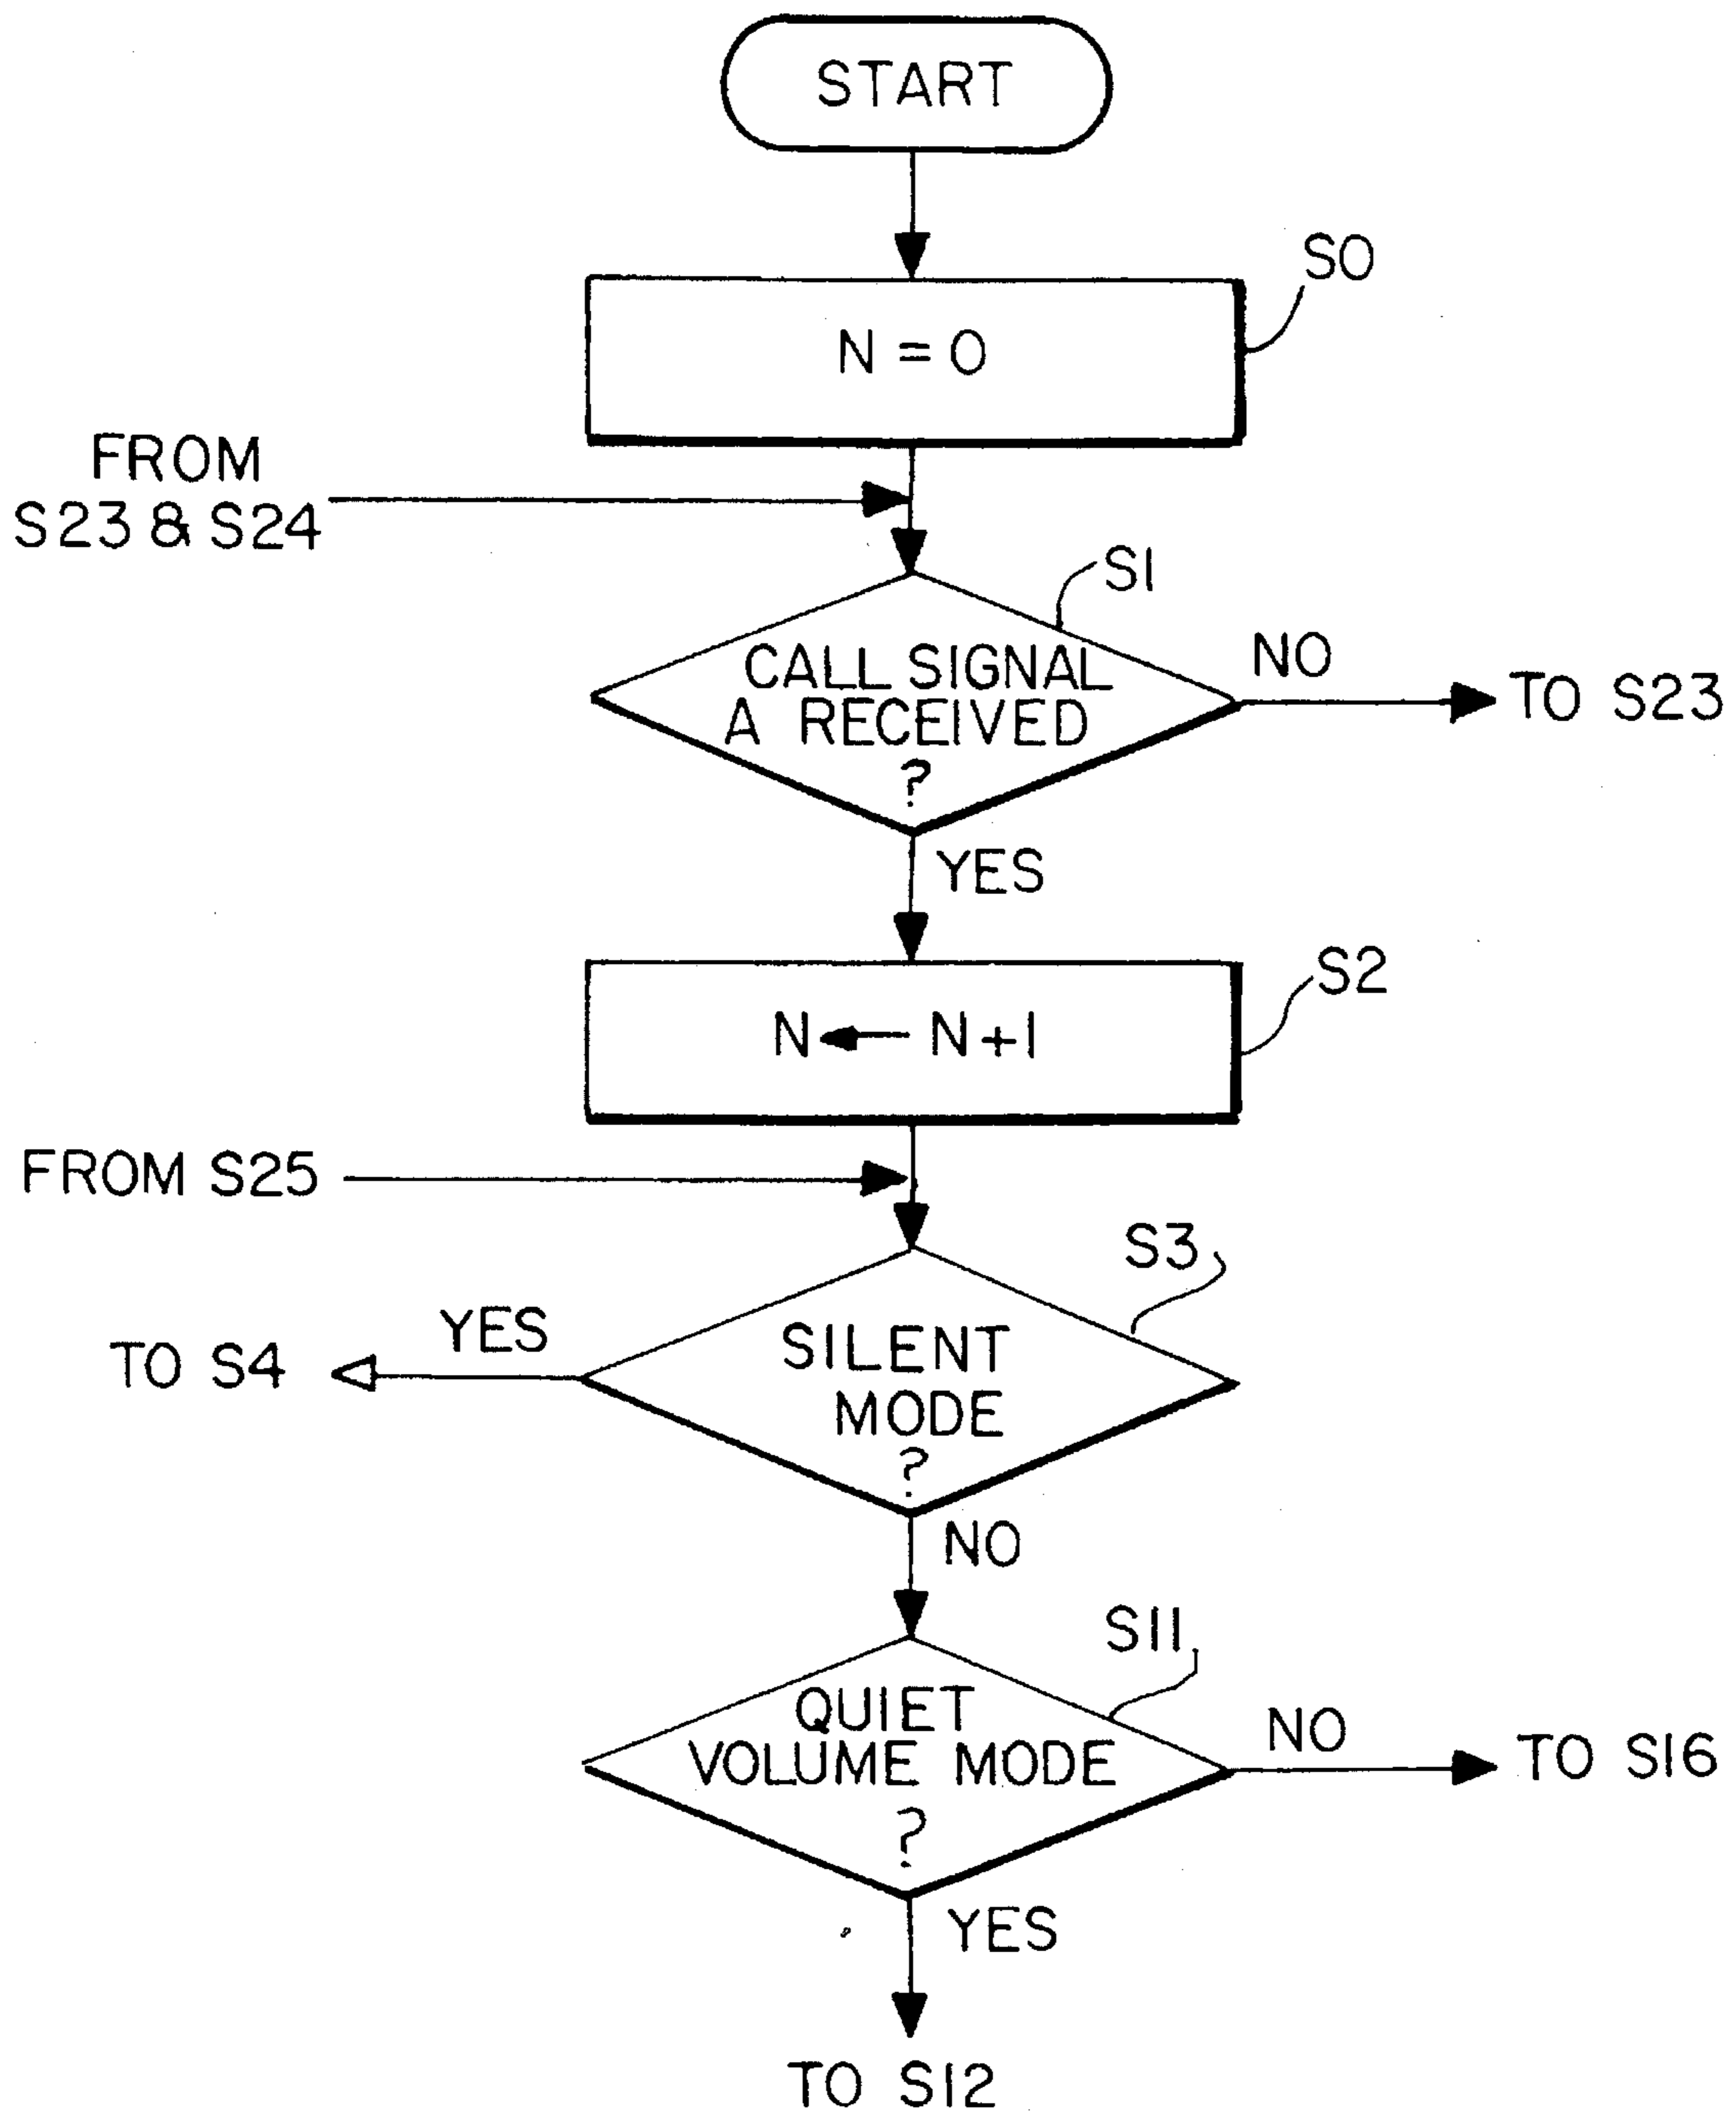 START
S0
N = 0
FROM
S23 & S24
S1
CALL SIGNAL
A RECEIVED
?
NO
TO S23
YES
S2
N ← N+1
FROM S25
S3
YES
TO S4
SILENT
MODE
?
NO
S11
QUIET
VOLUME MODE
?
NO
TO S16
YES
TO S12